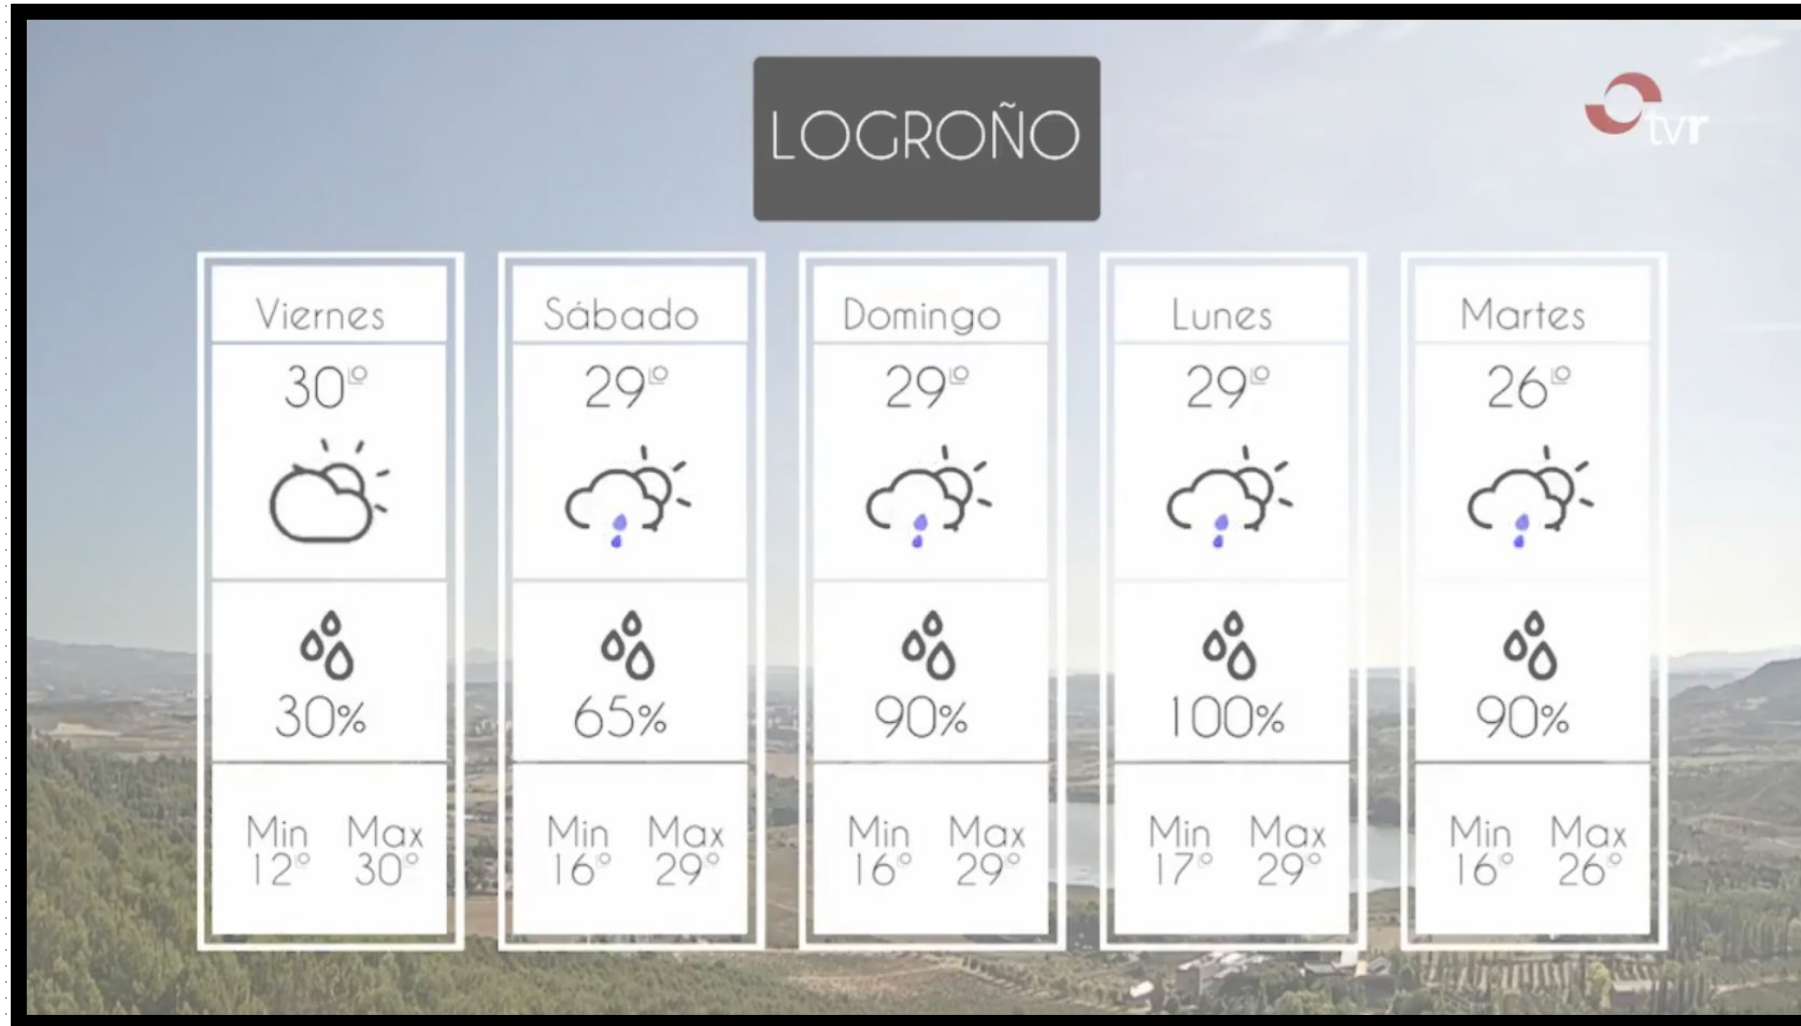 LOGROÑO
tvr
Viernes
30º
30%
Min Max
12º 30º
Sábado
29º
65%
Min Max
16º 29º
Domingo
29º
90%
Min Max
16º 29º
Lunes
29º
100%
Min Max
17º 29º
Martes
26º
90%
Min Max
16º 26º